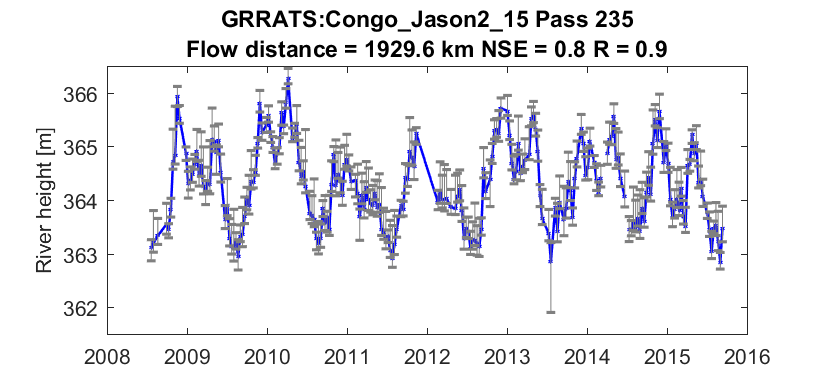 GRRATS:Congo_Jason2_15 Pass 235
Flow distance = 1929.6 km NSE = 0.8 R = 0.9
River height [m]
366
365
364
363
362
2008 2009 2010 2011 2012 2013 2014 2015 2016